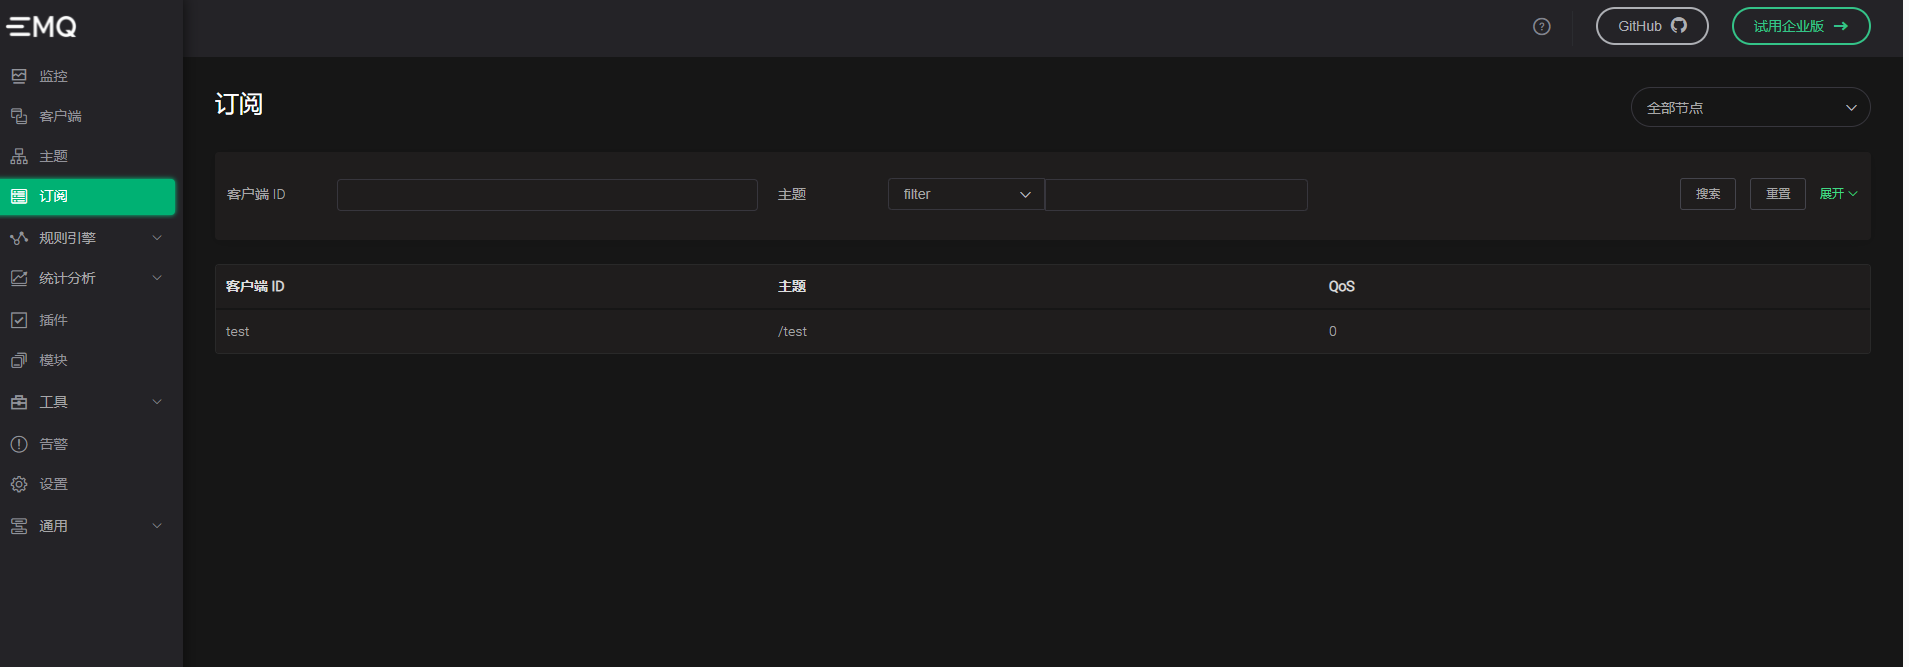 EMQ
GitHub
试用企业版
监控
客户端
主题
订阅
规则引擎
统计分析
插件
模块
工具
告警
设置
通用
订阅
全部节点
客户端 ID
主题
filter
搜索
重置
展开
客户端 ID 主题 QoS
test /test 0